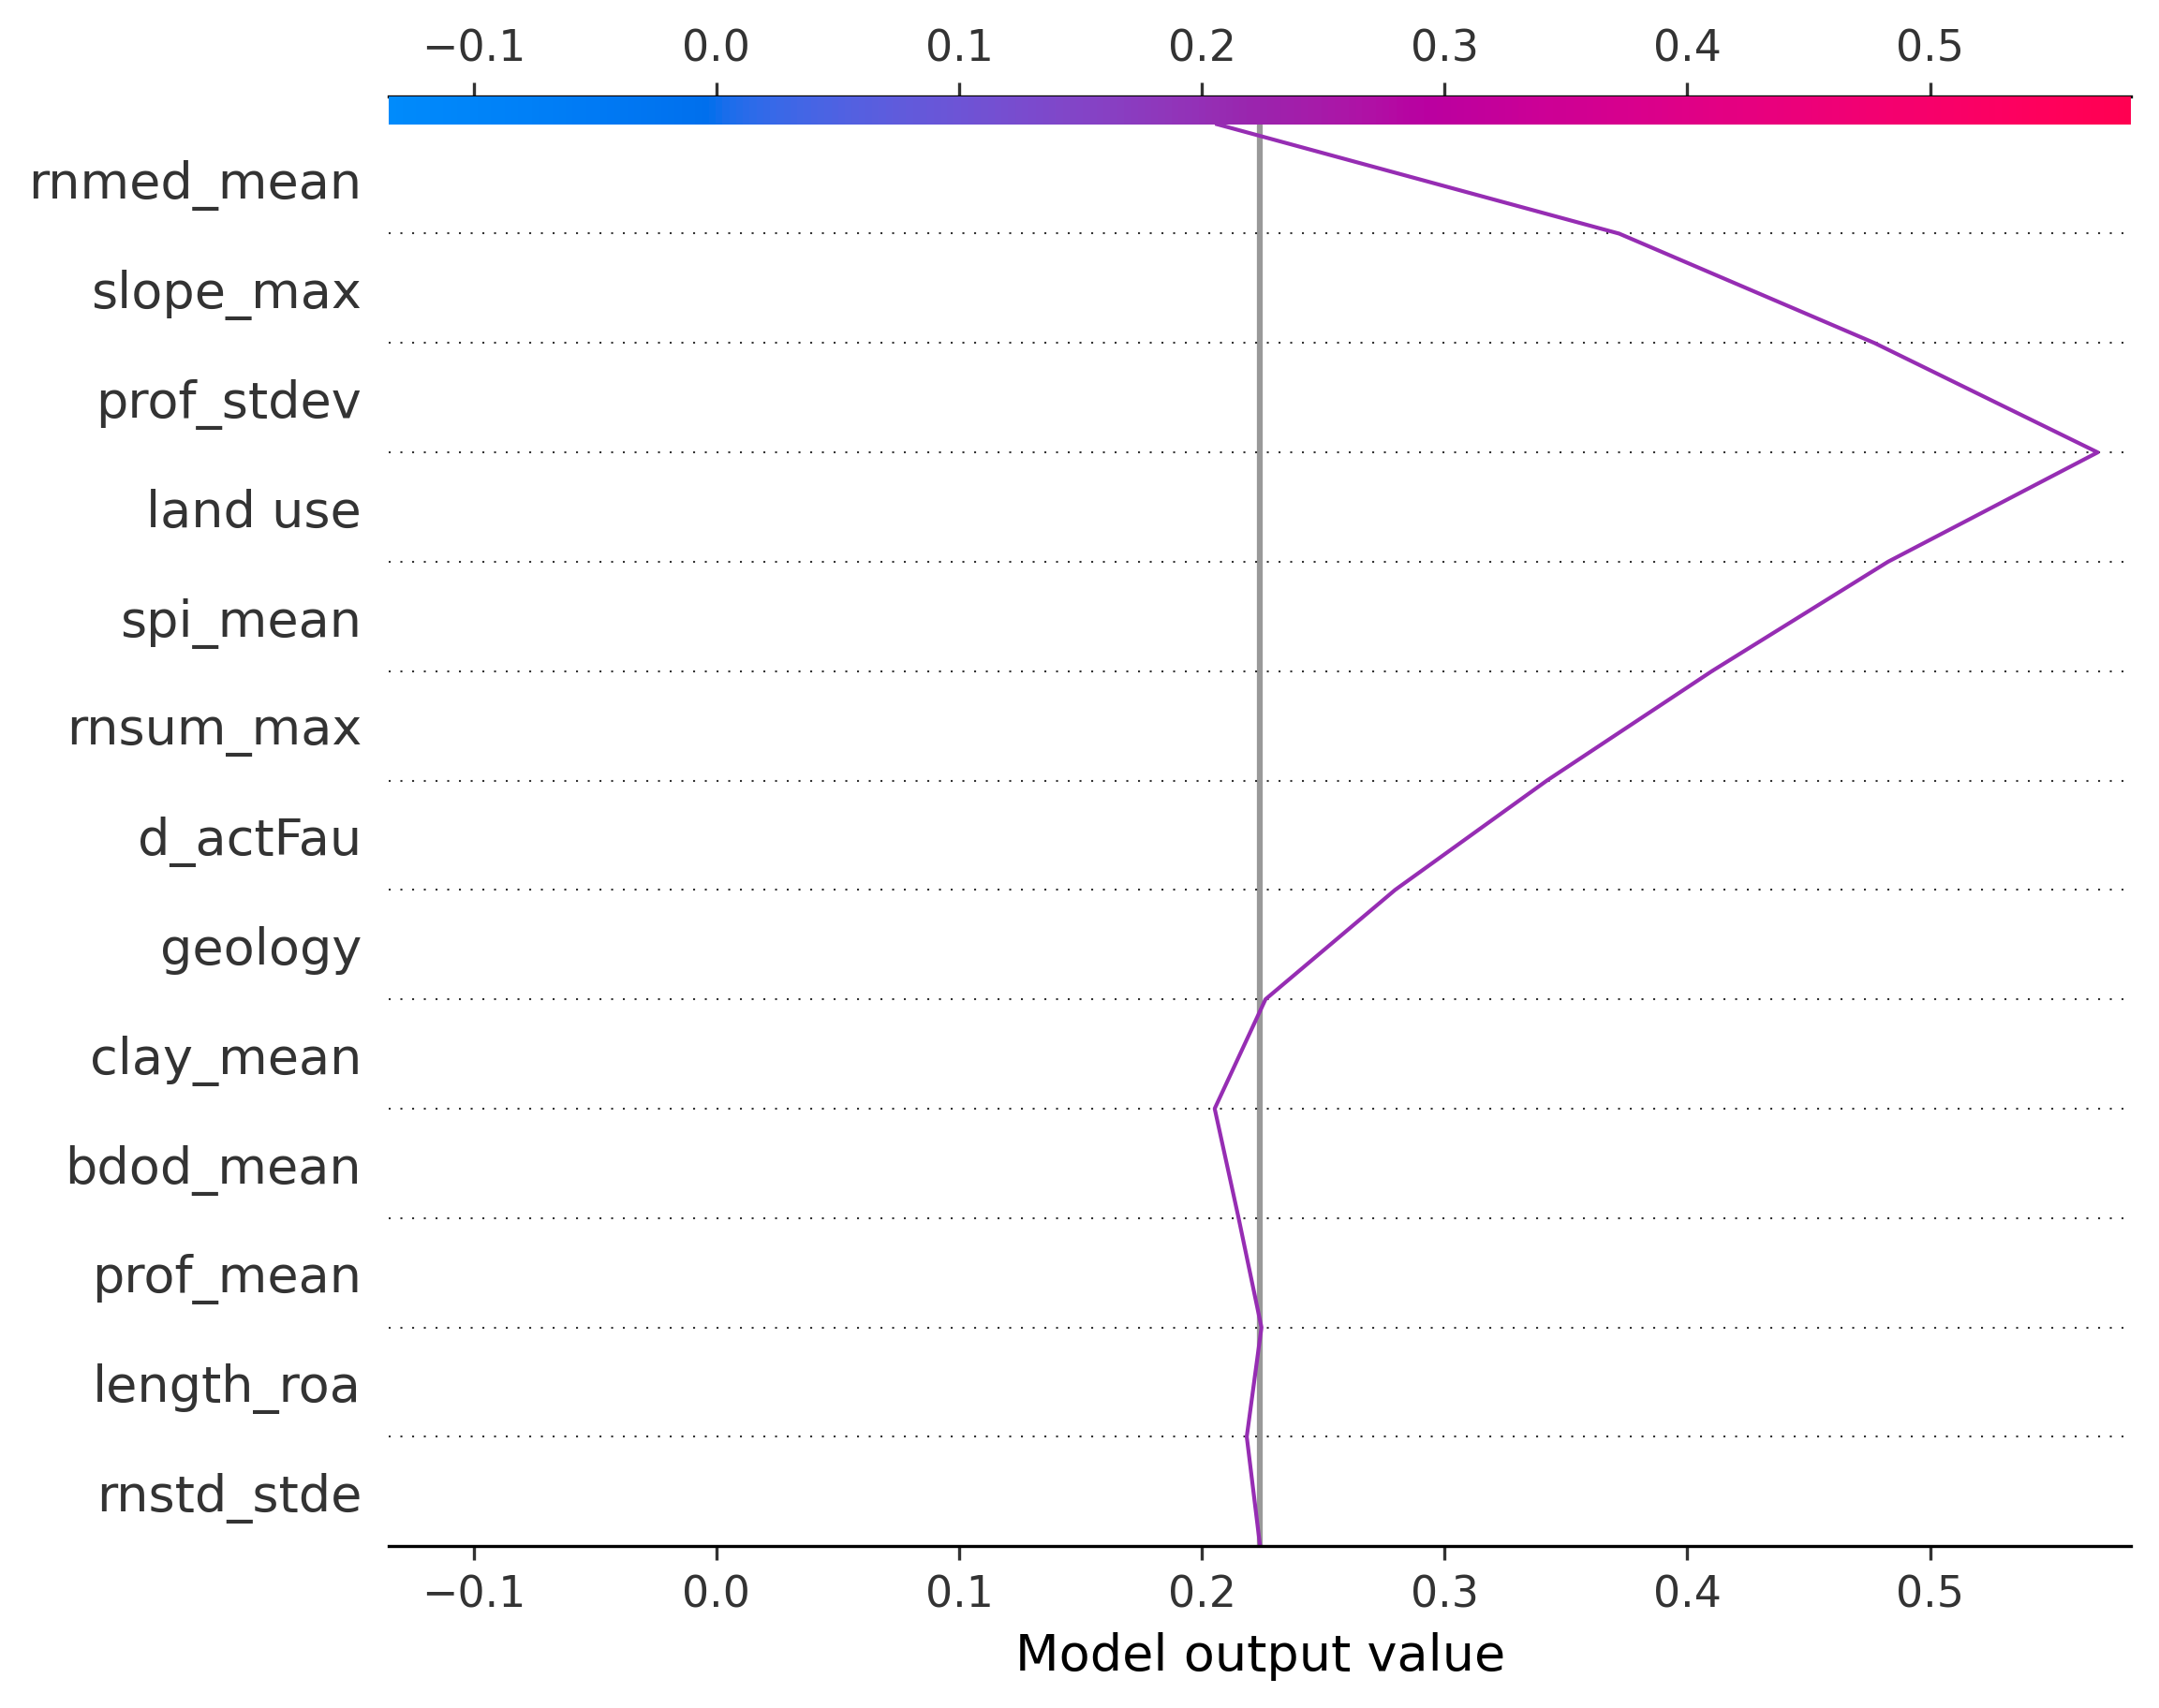 −0.1 0.0 0.1 0.2 0.3 0.4 0.5
rnmed_mean
slope_max
prof_stdev
land use
spi_mean
rnsum_max
d_actFau
geology
clay_mean
bdod_mean
prof_mean
length_roa
rnstd_stde
−0.1 0.0 0.1 0.2 0.3 0.4 0.5
Model output value